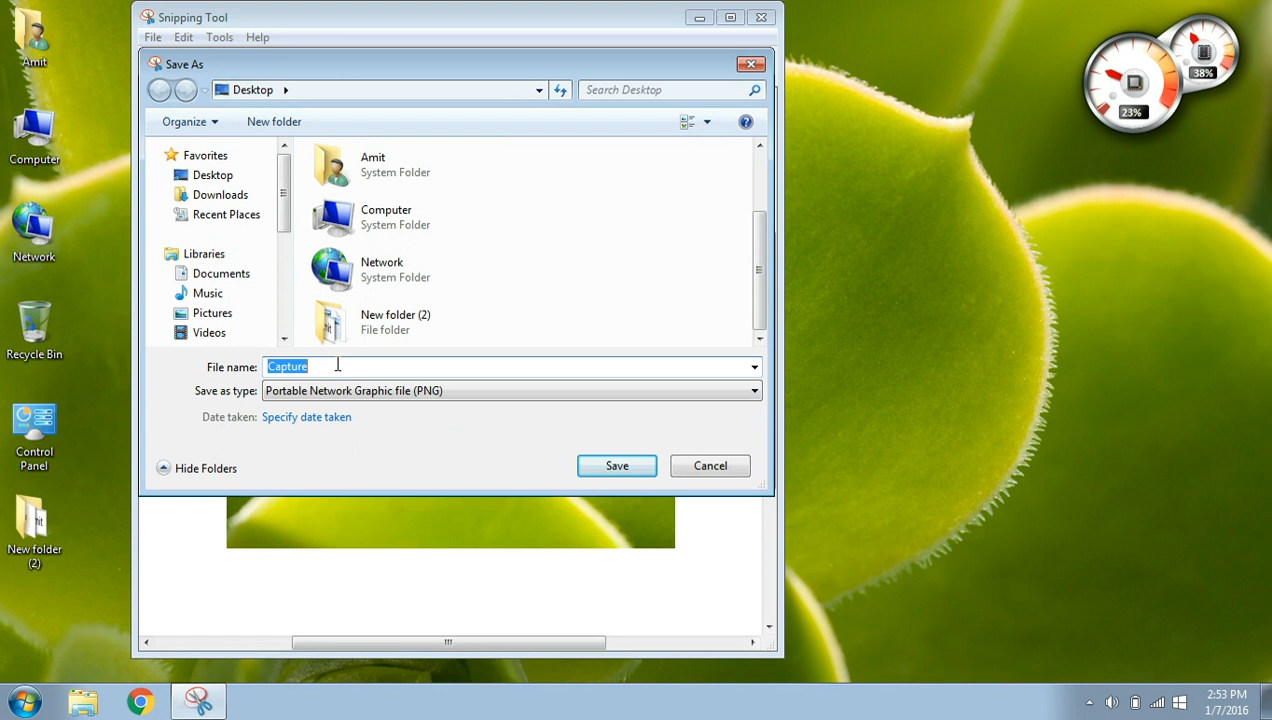 Snipping Tool
File Edit Tools Help
Save As
Desktop
Search Desktop
Organize New folder
Favorites
Desktop
Downloads
Recent Places
Libraries
Documents
Music
Pictures
Videos
Amit
System Folder
Computer
System Folder
Network
System Folder
New folder (2)
File folder
File name: Capture
Save as type: Portable Network Graphic file (PNG)
Date taken: Specify date taken
Hide Folders
Save Cancel
Amit
Computer
Network
Recycle Bin
Control
Panel
New folder
(2)
23%
38%
2:53 PM
1/7/2016